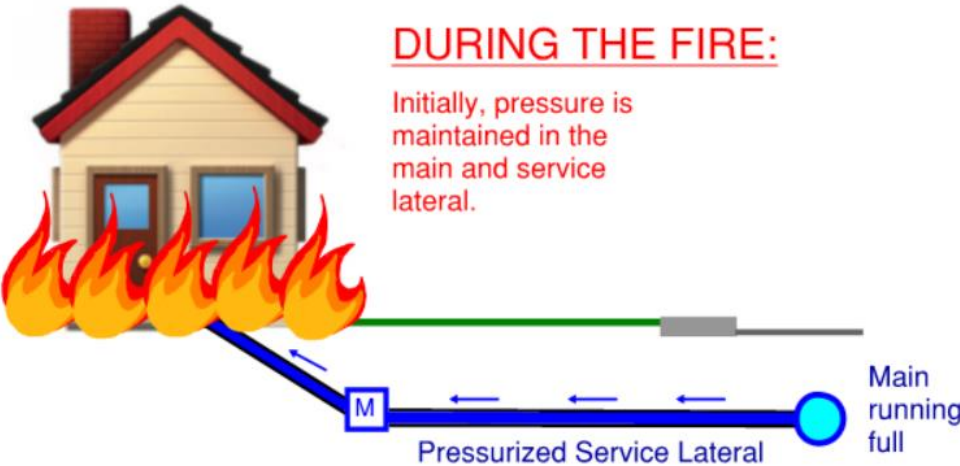 DURING THE FIRE:
Initially, pressure is
maintained in the
main and service
lateral.
M
Main
running
full
Pressurized Service Lateral